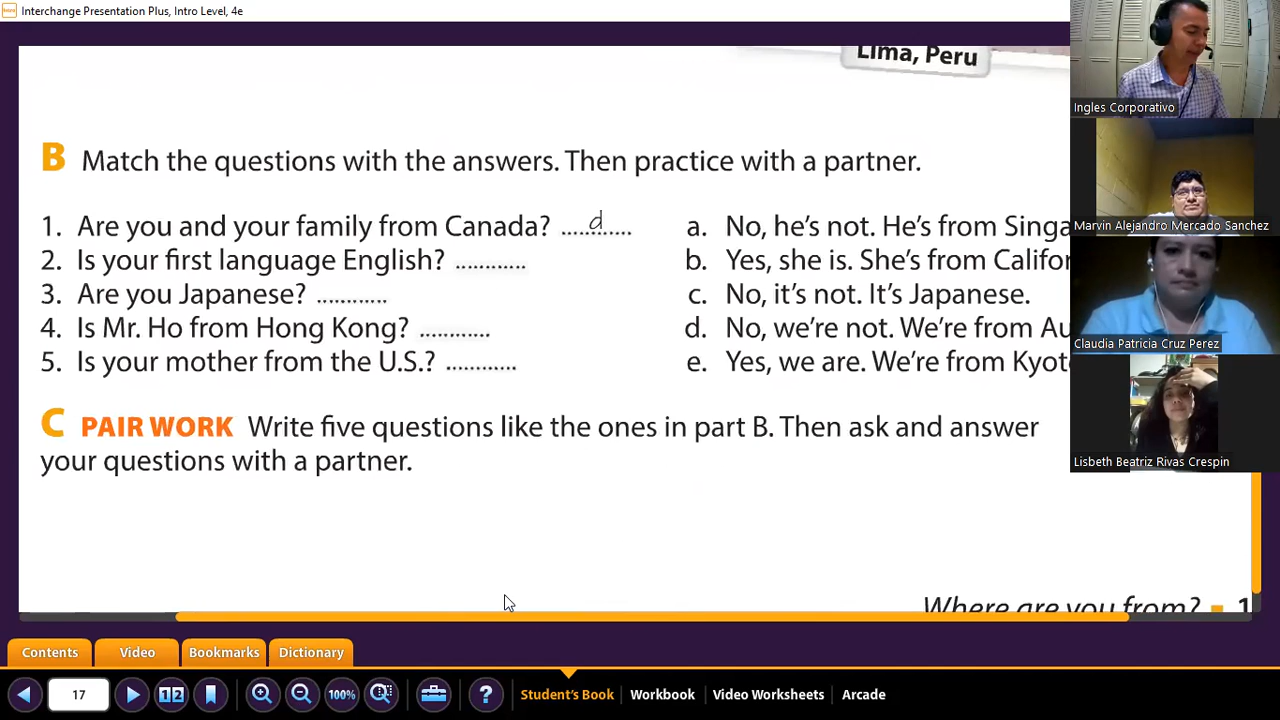 Interchange Presentation Plus, Intro Level, 4e
Lima, Peru
B Match the questions with the answers. Then practice with a partner.
1. Are you and your family from Canada? ....d....
2. Is your first language English? ...........
3. Are you Japanese? ...........
4. Is Mr. Ho from Hong Kong? ...........
5. Is your mother from the U.S.? ...........
a. No, he's not. He's from
b. Yes, she is. She's from
c. No, it's not. It's Japanese.
d. No, we're not. We're from
e. Yes, we are. We're from
C PAIR WORK Write five questions like the ones in part B. Then ask and answer
your questions with a partner.
Where are you from? 1
Ingles Corporativo
Marvin Alejandro Mercado Sanchez
Claudia Patricia Cruz Perez
Lisbeth Beatriz Rivas Crespin
Contents Video Bookmarks Dictionary
17 1 2 100% ? Student's Book Workbook Video Worksheets Arcade